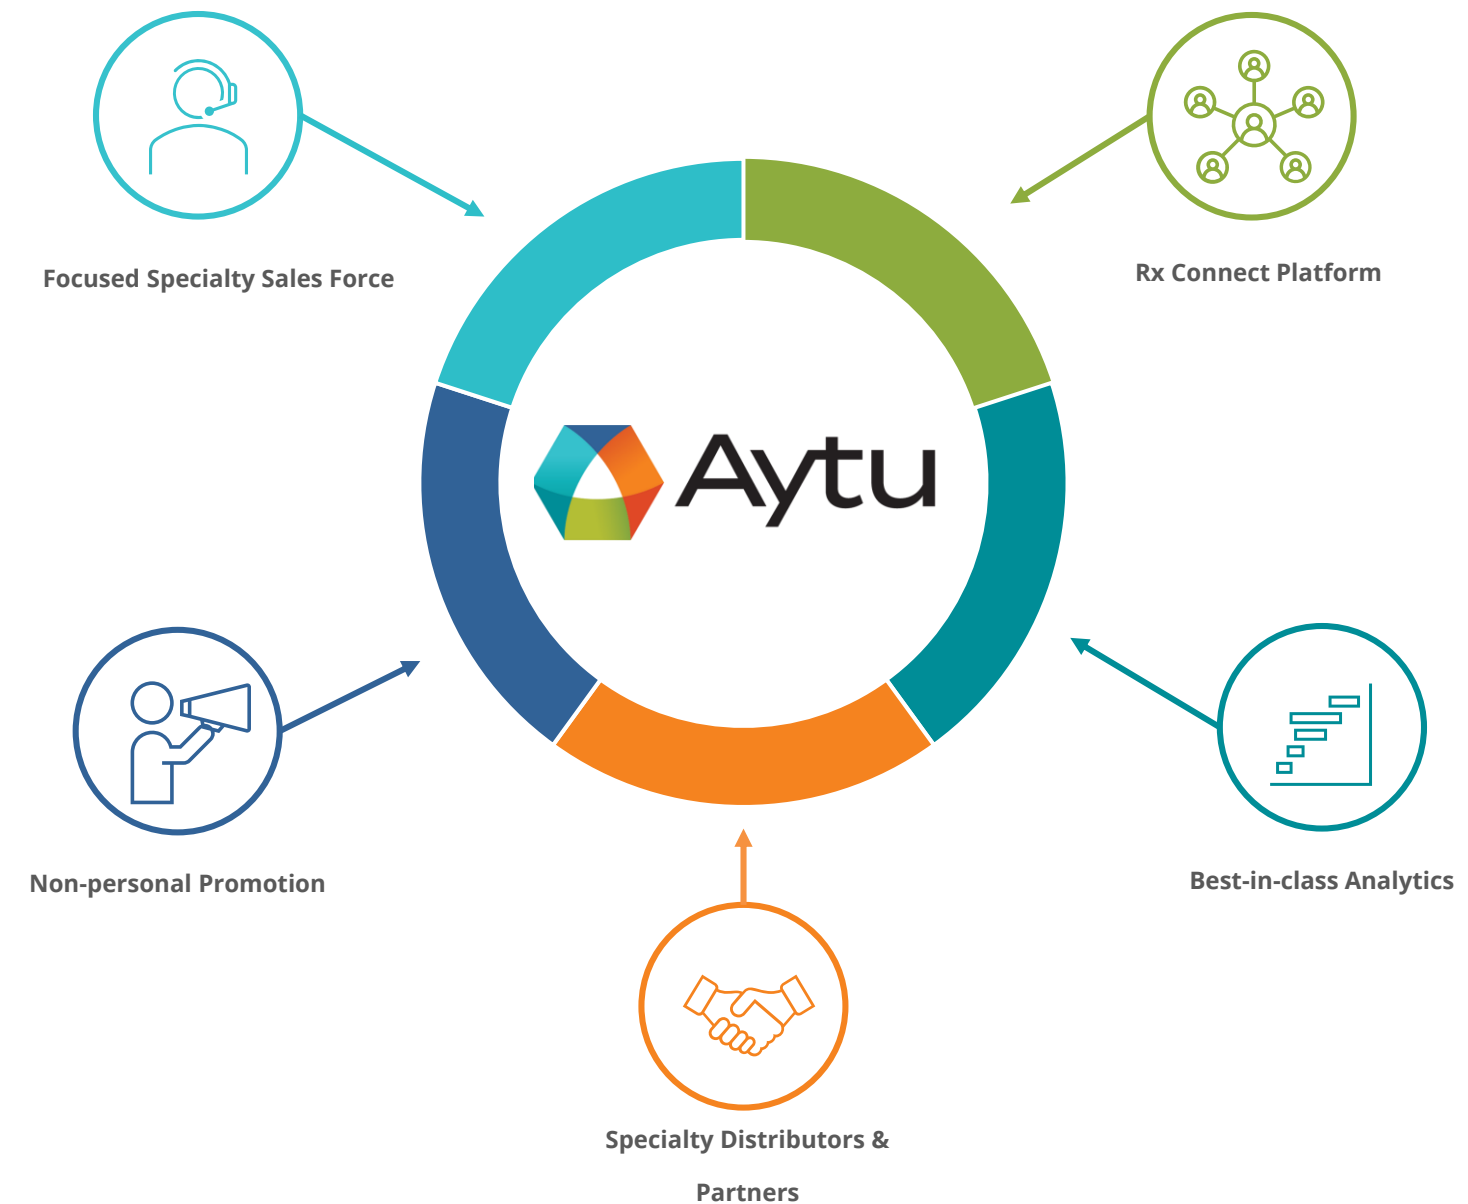 Focused Specialty Sales Force
Rx Connect Platform
Aytu
Non-personal Promotion
Best-in-class Analytics
Specialty Distributors &
Partners